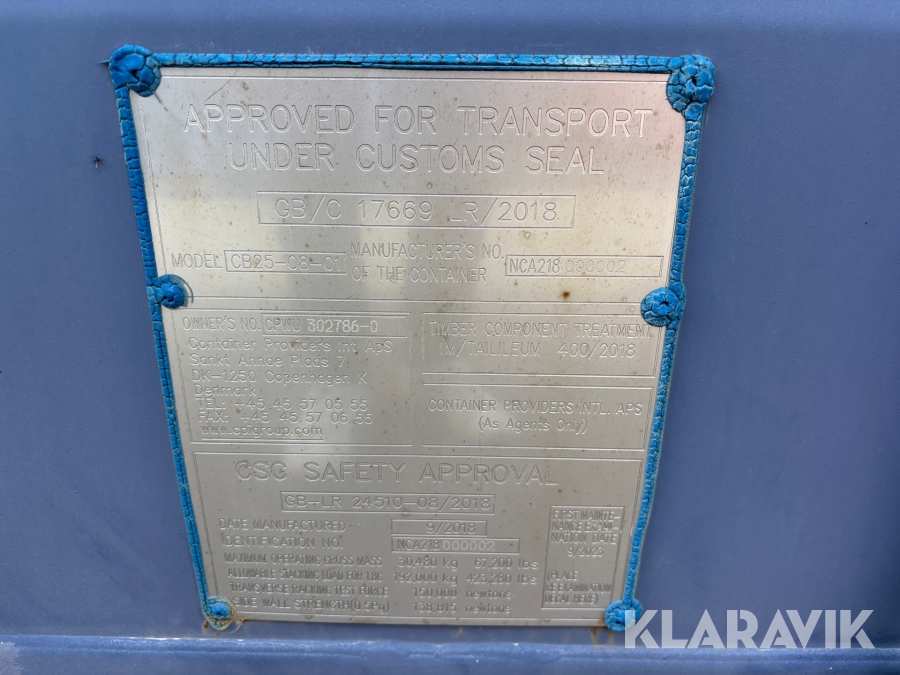 APPROVED FOR TRANSPORT
UNDER CUSTOMS SEAL
GB/C 17669 LR/2018
MODEL CB25-08-01 MANUFACTURER'S NO. OF THE CONTAINER NCA218 000002
OWNER'S NO. CPWU 302786-0
Container Providers Int. ApS
Sankt Annae Plads 7
DK-1250 Copenhagen K
Denmark
TEL: +45 45 57 05 55
FAX: +45 45 57 06 55
www.cpigroup.com
TIMBER COMPONENT TREATMENT
IM/TAILILEUM 400/2018
CONTAINER PROVIDERS INTL. APS
(As Agents Only)
CSC SAFETY APPROVAL
GB-LR 24510-08/2018
DATE MANUFACTURED 9/2018
IDENTIFICATION NO. NCA218 000002
MAXIMUM OPERATING GROSS MASS 30,480 kg 67,200 lbs
ALLOWABLE STACKING LOAD FOR 1.8G 192,000 kg 423,280 lbs
TRANSVERSE RACKING TEST FORCE 150,000 newtons
SIDE WALL STRENGTH(0.5Pg) 138,815 newtons
FIRST MAINTE-
NANCE EXAMI-
NATION DATE
9/2023
(PLACE
REEXAMINATION
DECAL HERE)
KLARAVIK